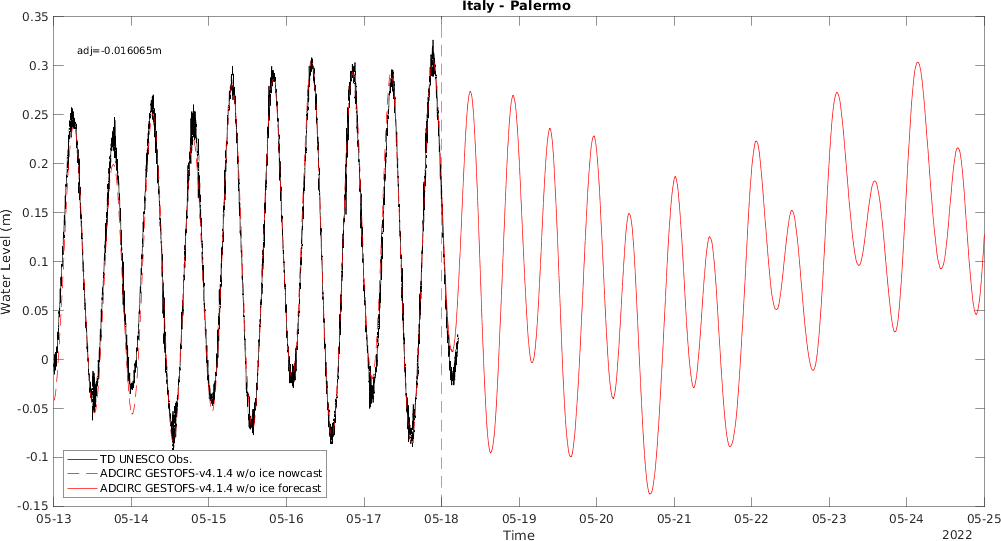 Italy - Palermo
adj=-0.016065m
0.35
0.3
0.25
0.2
0.15
0.1
0.05
0
-0.05
-0.1
-0.15
Water Level (m)
TD UNESCO Obs.
ADCIRC GESTOFS-v4.1.4 w/o ice nowcast
ADCIRC GESTOFS-v4.1.4 w/o ice forecast
05-13 05-14 05-15 05-16 05-17 05-18 05-19 05-20 05-21 05-22 05-23 05-24 05-25
Time
2022